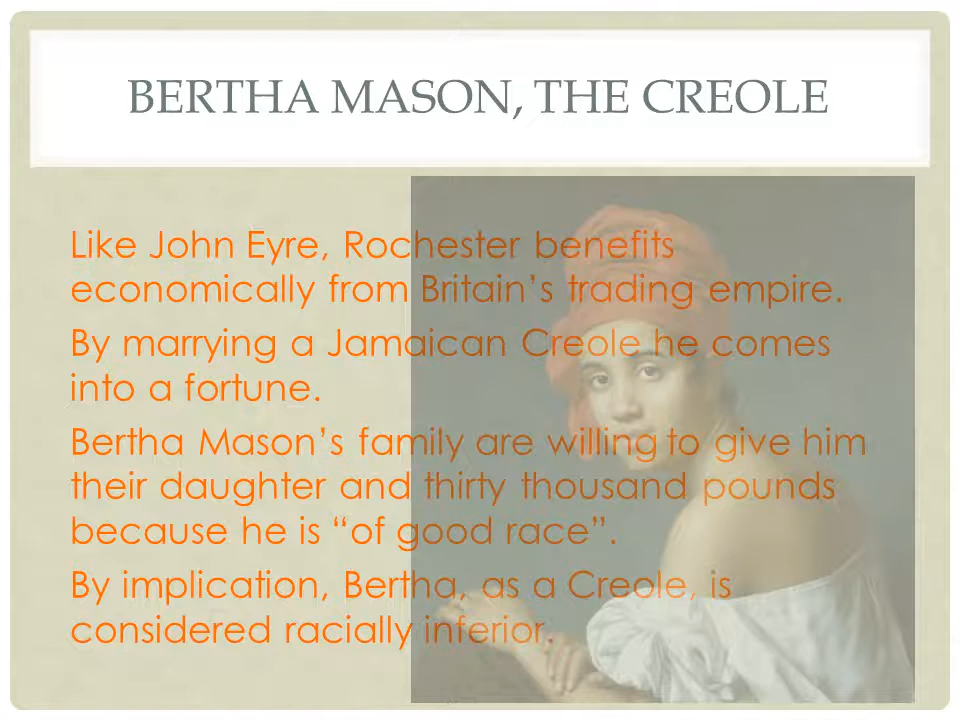 BERTHA MASON, THE CREOLE
Like John Eyre, Rochester benefits
economically from Britain’s trading empire.
By marrying a Jamaican Creole he comes
into a fortune.
Bertha Mason’s family are willing to give him
their daughter and thirty thousand pounds
because he is “of good race”.
By implication, Bertha, as a Creole, is
considered racially inferior.